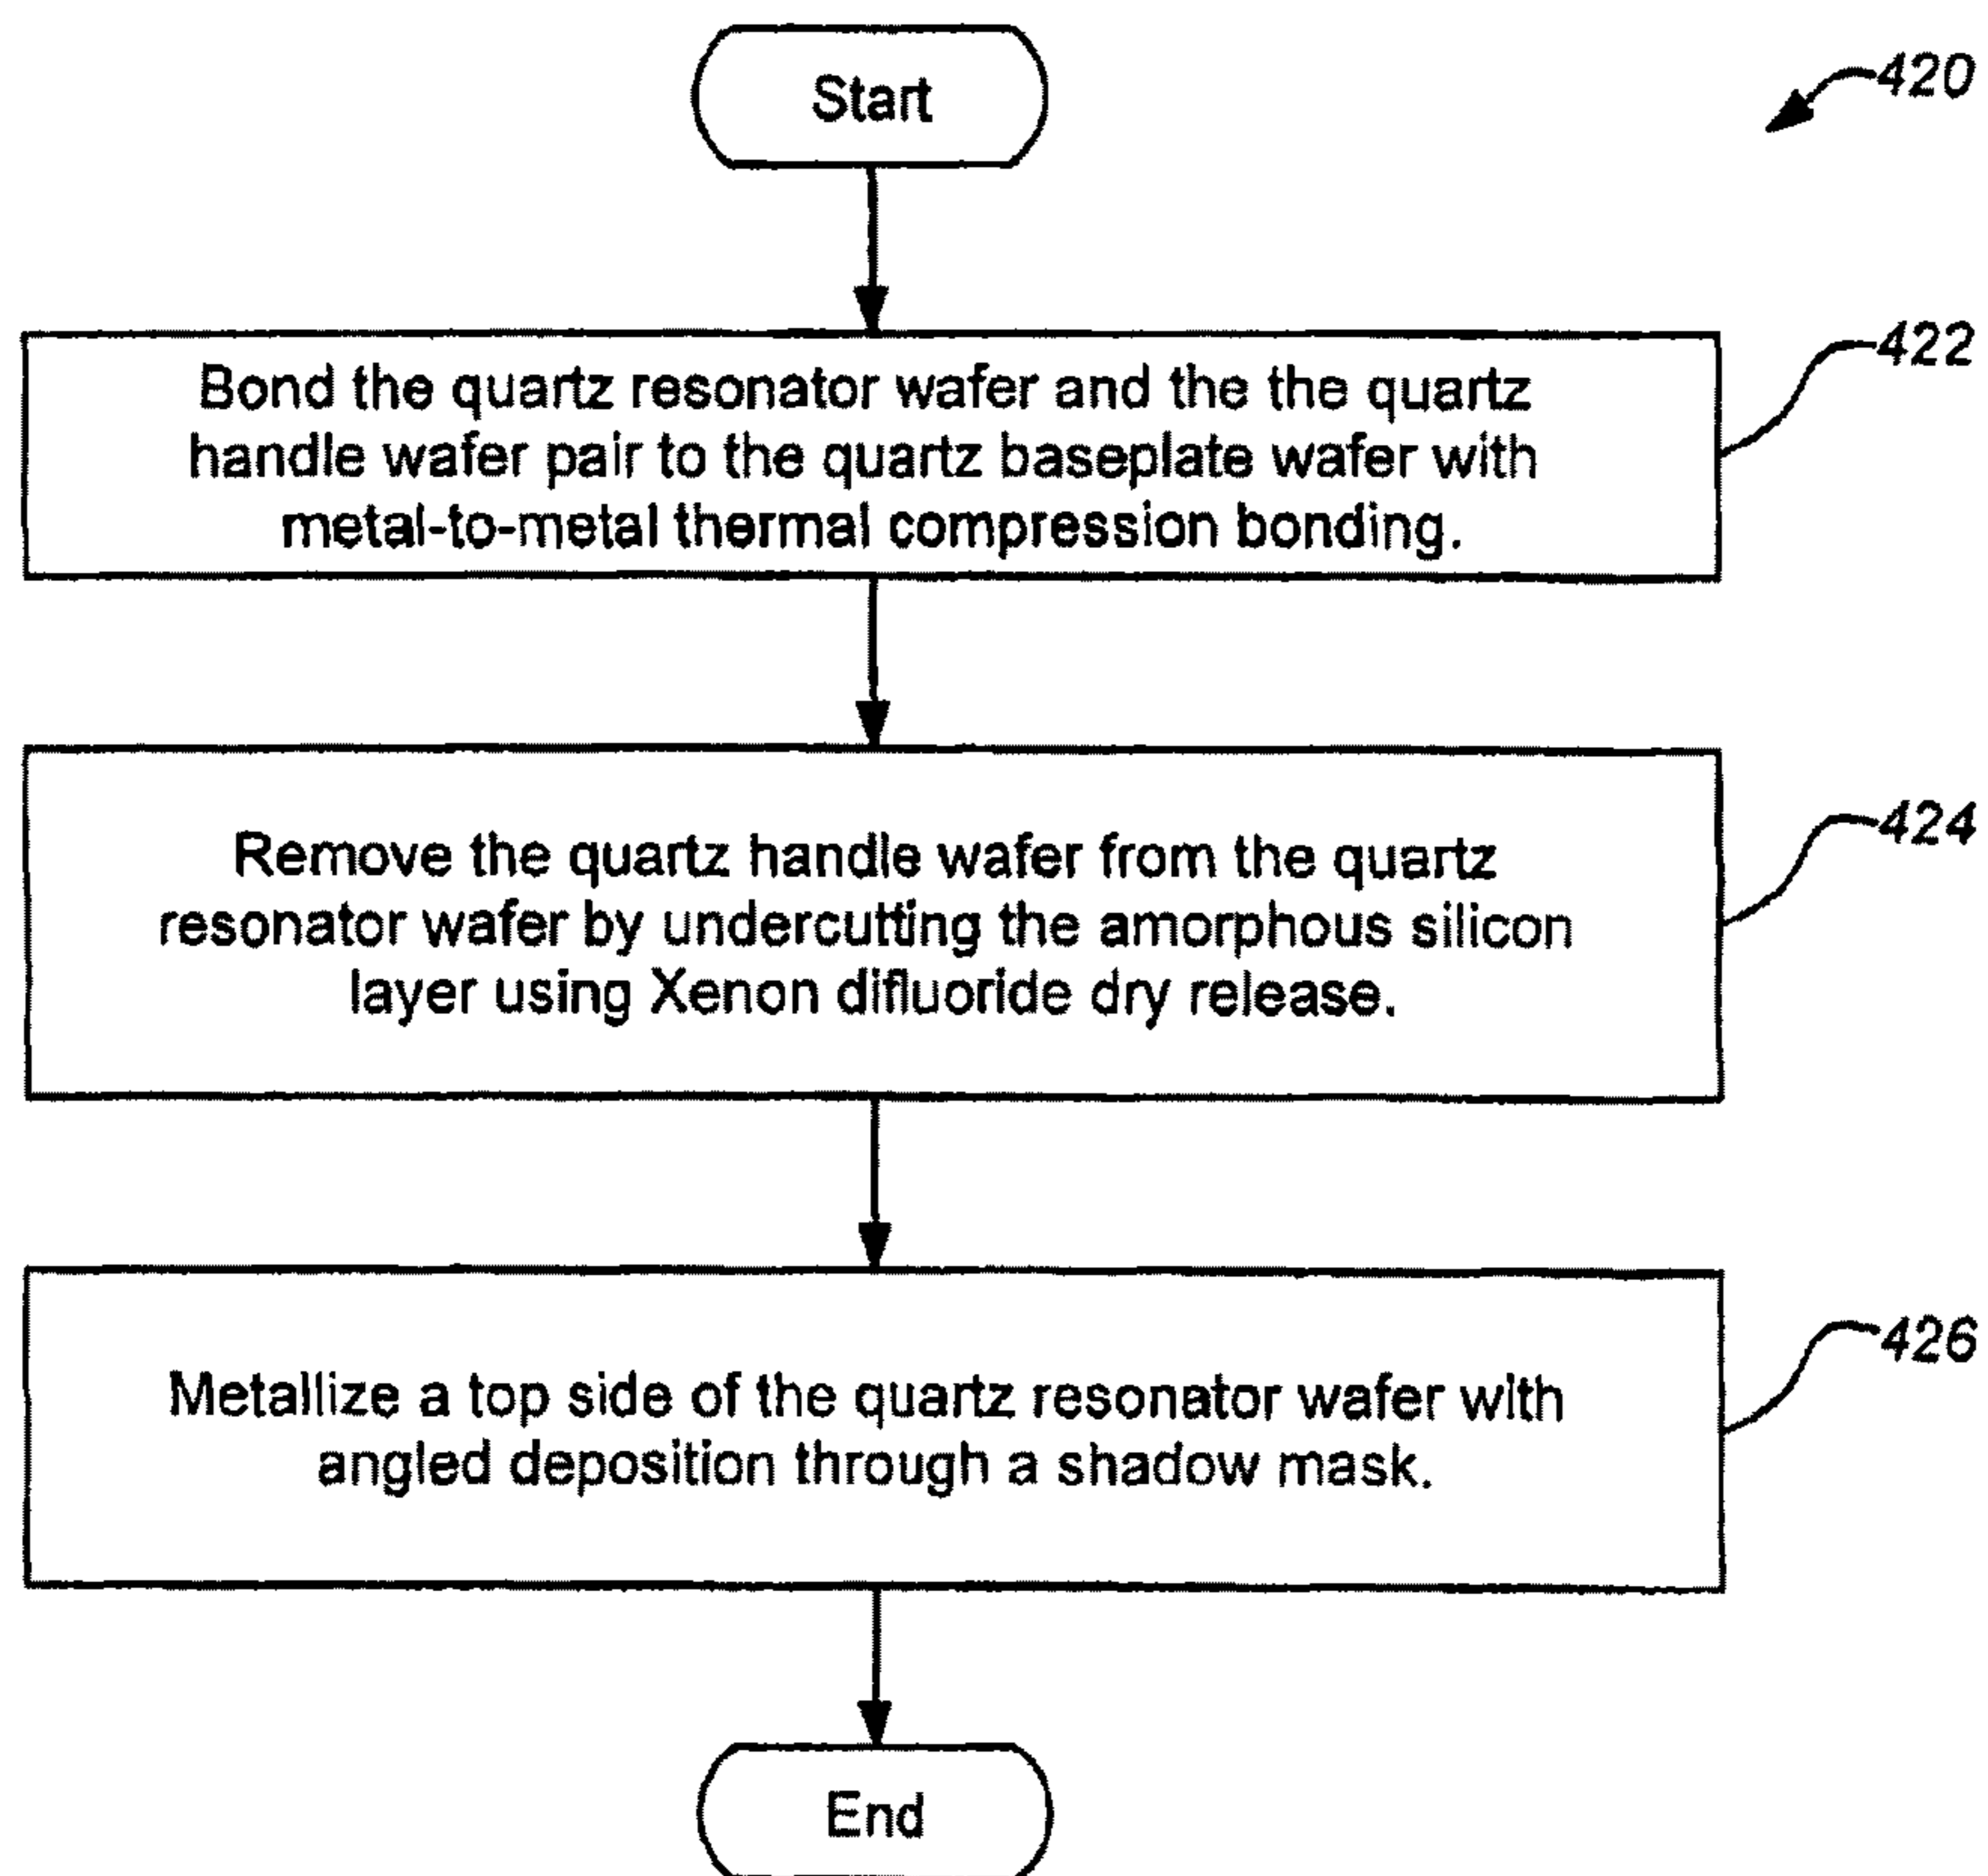 Start
420
Bond the quartz resonator wafer and the the quartz
handle wafer pair to the quartz baseplate wafer with
metal-to-metal thermal compression bonding.
422
Remove the quartz handle wafer from the quartz
resonator wafer by undercutting the amorphous silicon
layer using Xenon difluoride dry release.
424
Metallize a top side of the quartz resonator wafer with
angled deposition through a shadow mask.
426
End